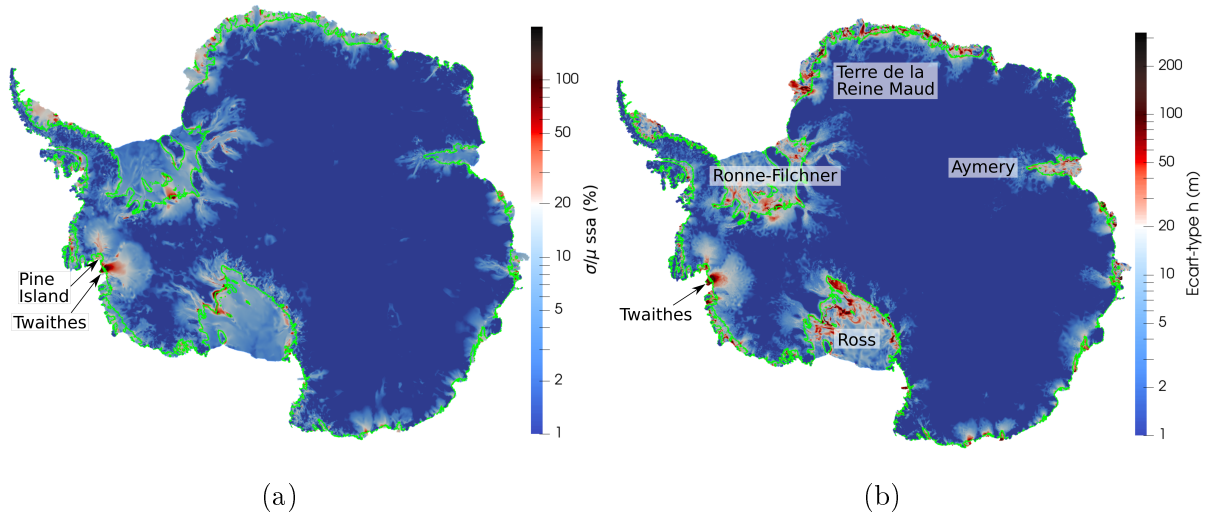 100
50
20
10
5
2
1
σ/μ ssa (%)
Pine
Island
Twaithes
(a)
Terre de la
Reine Maud
Ronne-Filchner
Aymery
Twaithes
Ross
200
100
50
20
10
5
2
1
Ecart-type h (m)
(b)